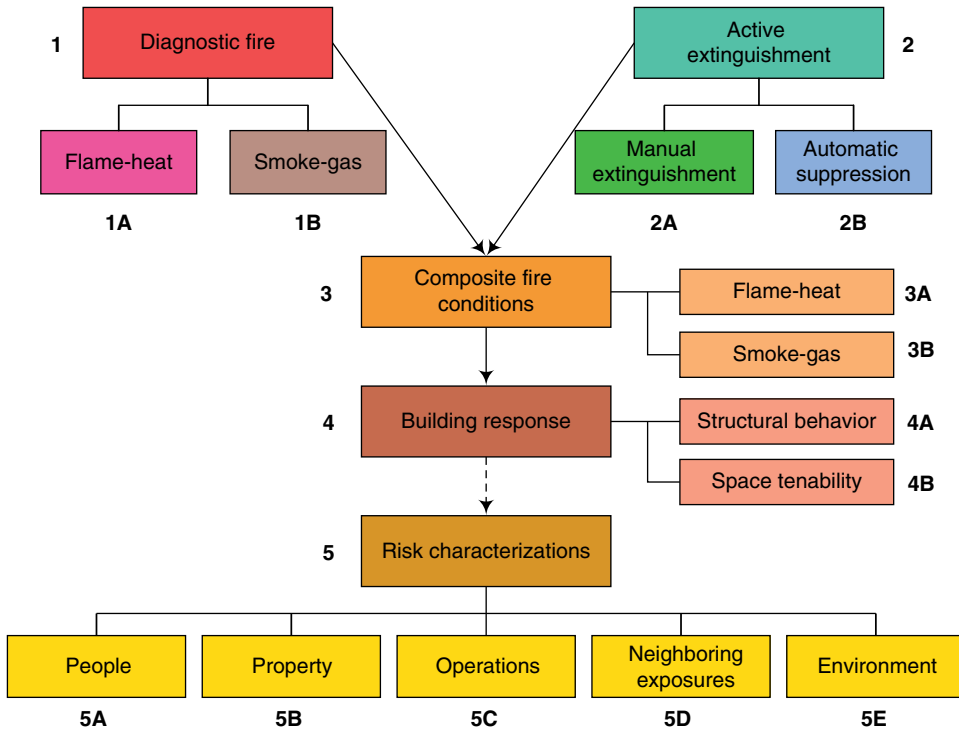 1
Diagnostic fire
Active
extinguishment
2
Flame-heat
Smoke-gas
Manual
extinguishment
Automatic
suppression
1A
1B
2A
2B
3
Composite fire
conditions
Flame-heat
3A
Smoke-gas
3B
4
Building response
Structural behavior
4A
Space tenability
4B
5
Risk characterizations
People
Property
Operations
Neighboring
exposures
Environment
5A
5B
5C
5D
5E